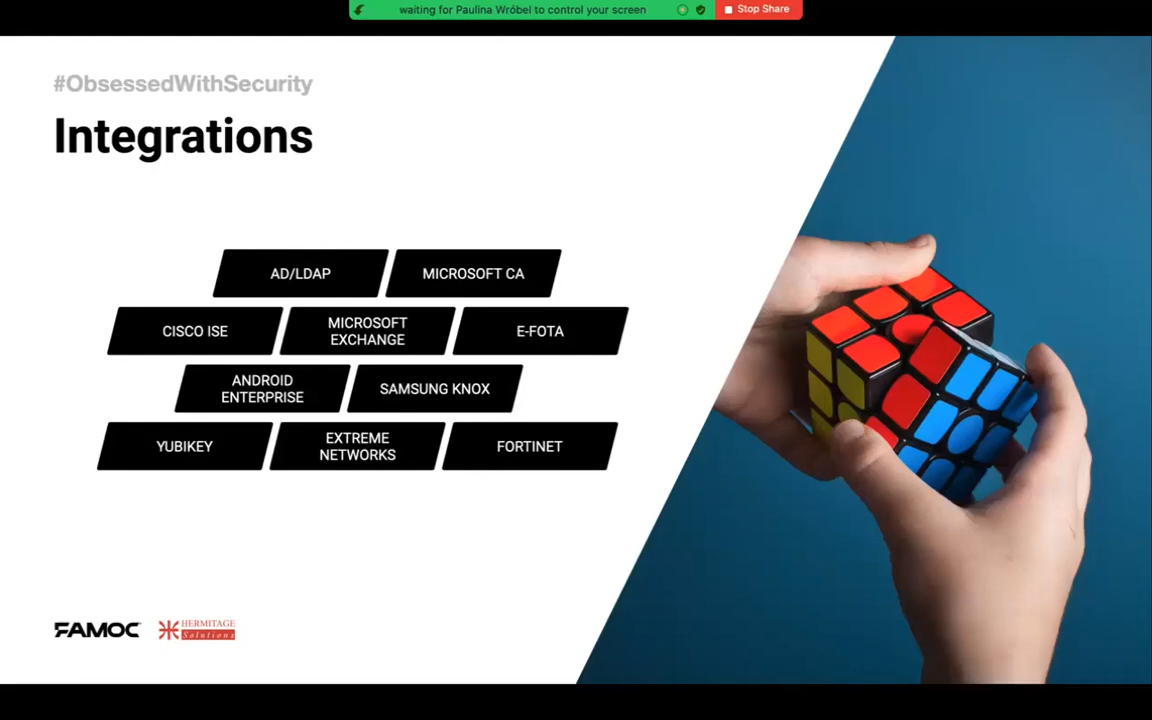 waiting for Paulina Wróbel to control your screen
Stop Share
#ObsessedWithSecurity
Integrations
AD/LDAP
MICROSOFT CA
CISCO ISE
MICROSOFT
EXCHANGE
E-FOTA
ANDROID
ENTERPRISE
SAMSUNG KNOX
YUBIKEY
EXTREME
NETWORKS
FORTINET
FAMOC
HERMITAGE
Solutions